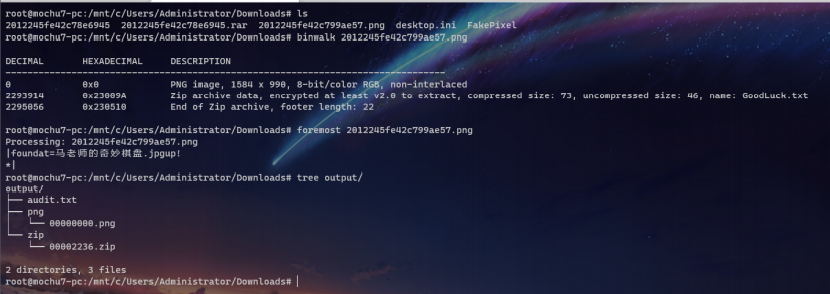 root@mochu7-pc:/mnt/c/Users/Administrator/Downloads# ls
2012245fe42c78e6945  2012245fe42c78e6945.rar  2012245fe42c799ae57.png  desktop.ini  FakePixel
root@mochu7-pc:/mnt/c/Users/Administrator/Downloads# binwalk 2012245fe42c799ae57.png
DECIMAL       HEXADECIMAL     DESCRIPTION
--------------------------------------------------------------------------------
0             0x0             PNG image, 1584 x 990, 8-bit/color RGB, non-interlaced
2293914       0x23009A        Zip archive data, encrypted at least v2.0 to extract, compressed size: 73, uncompressed size: 46, name: GoodLuck.txt
2295056       0x230510        End of Zip archive, footer length: 22
root@mochu7-pc:/mnt/c/Users/Administrator/Downloads# foremost 2012245fe42c799ae57.png
Processing: 2012245fe42c799ae57.png
|foundat=马老师的奇妙棋盘.jpgup!
*|
root@mochu7-pc:/mnt/c/Users/Administrator/Downloads# tree output/
output/
├── audit.txt
├── png
│   └── 00000000.png
└── zip
    └── 00002236.zip
2 directories, 3 files
root@mochu7-pc:/mnt/c/Users/Administrator/Downloads#